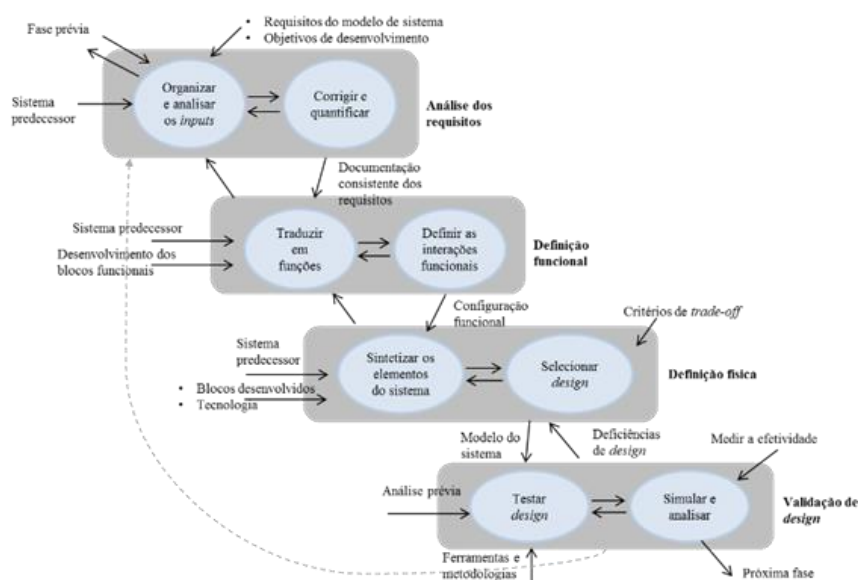 Fase prévia
• Requisitos do modelo de sistema
• Objetivos de desenvolvimento
Sistema
predecessor
Organizar
e analisar
os inputs
Corrigir e
quantificar
Análise dos
requisitos
Documentação
consistente dos
requisitos
Sistema predecessor
Desenvolvimento dos
blocos funcionais
Traduzir
em
funções
Definir as
interações
funcionais
Definição
funcional
Configuração
funcional
Critérios de trade-off
Sistema
predecessor
• Blocos desenvolvidos
• Tecnologia
Sintetizar os
elementos
do sistema
Selecionar
design
Definição física
Modelo do
sistema
Deficiências
de design
Medir a efetividade
Análise prévia
Testar
design
Simular e
analisar
Validação de
design
Ferramentas e
metodologias
Próxima fase